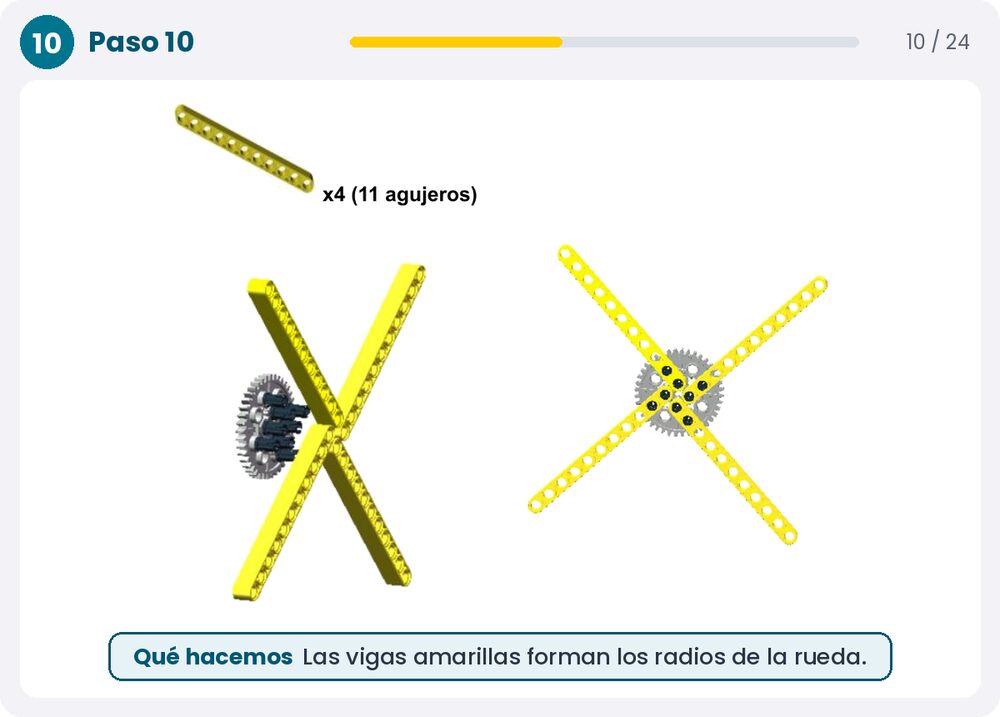 10 Paso 10 10 / 24
x4 (11 agujeros)
Qué hacemos Las vigas amarillas forman los radios de la rueda.